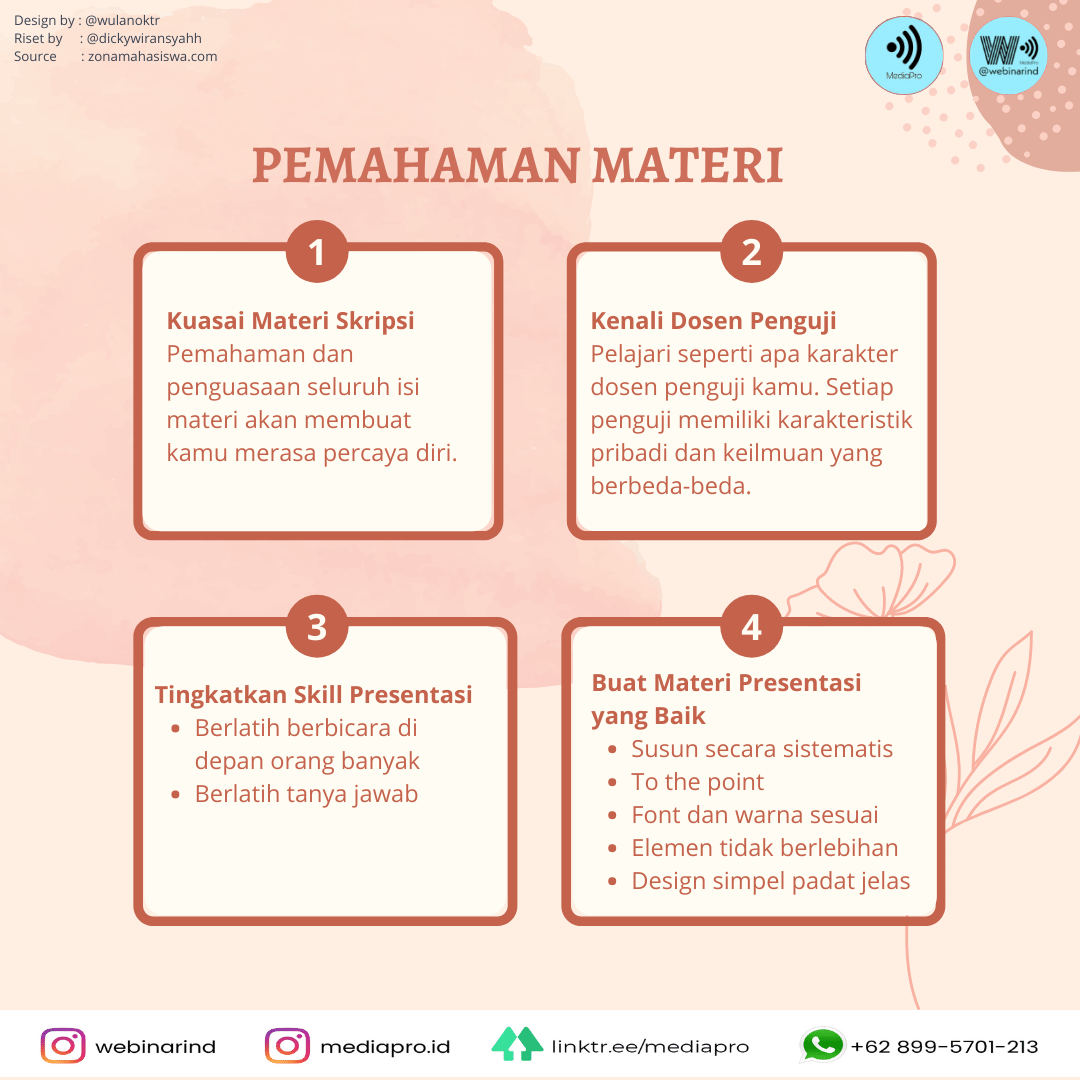 Design by : @wulanoktr
Riset by : @dickywiransyahh
Source : zonamahasiswa.com
MediaPro
W
MediaPro
@webinarind
PEMAHAMAN MATERI
1
Kuasai Materi Skripsi
Pemahaman dan
penguasaan seluruh isi
materi akan membuat
kamu merasa percaya diri.
2
Kenali Dosen Penguji
Pelajari seperti apa karakter
dosen penguji kamu. Setiap
penguji memiliki karakteristik
pribadi dan keilmuan yang
berbeda-beda.
3
Tingkatkan Skill Presentasi
• Berlatih berbicara di
depan orang banyak
• Berlatih tanya jawab
4
Buat Materi Presentasi
yang Baik
• Susun secara sistematis
• To the point
• Font dan warna sesuai
• Elemen tidak berlebihan
• Design simpel padat jelas
webinarind
mediapro.id
linktr.ee/mediapro
+62 899-5701-213